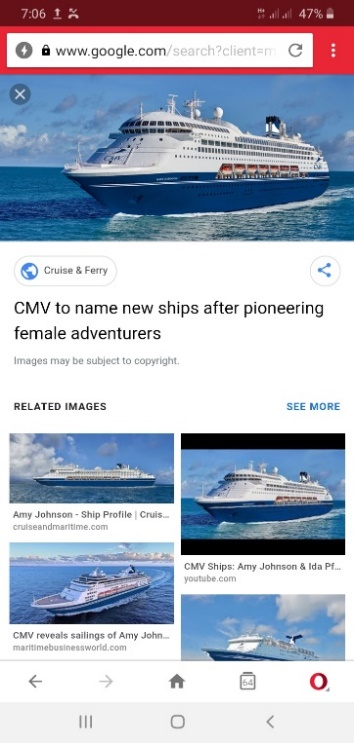 7:06
47%
www.google.com/search?client=m
CMV
Cruise & Ferry
CMV to name new ships after pioneering
female adventurers
Images may be subject to copyright.
RELATED IMAGES
SEE MORE
Amy Johnson - Ship Profile | Cruis...
cruiseandmaritime.com
CMV Ships: Amy Johnson & Ida Pf...
youtube.com
CMV reveals sailings of Amy John...
maritimebusinessworld.com
64